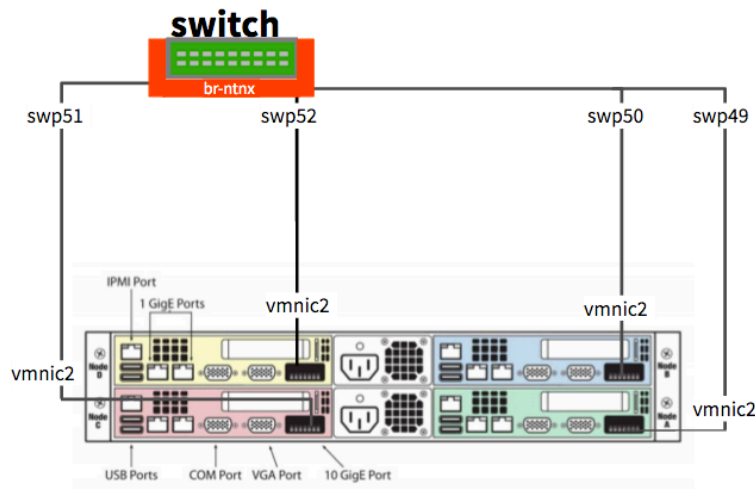 switch
br-ntnx
swp51
swp52
swp50
swp49
IPMI Port
1 GigE Ports
vmnic2
vmnic2
vmnic2
Node
D
Node
B
Node
C
Node
A
vmnic2
USB Ports
COM Port
VGA Port
10 GigE Port